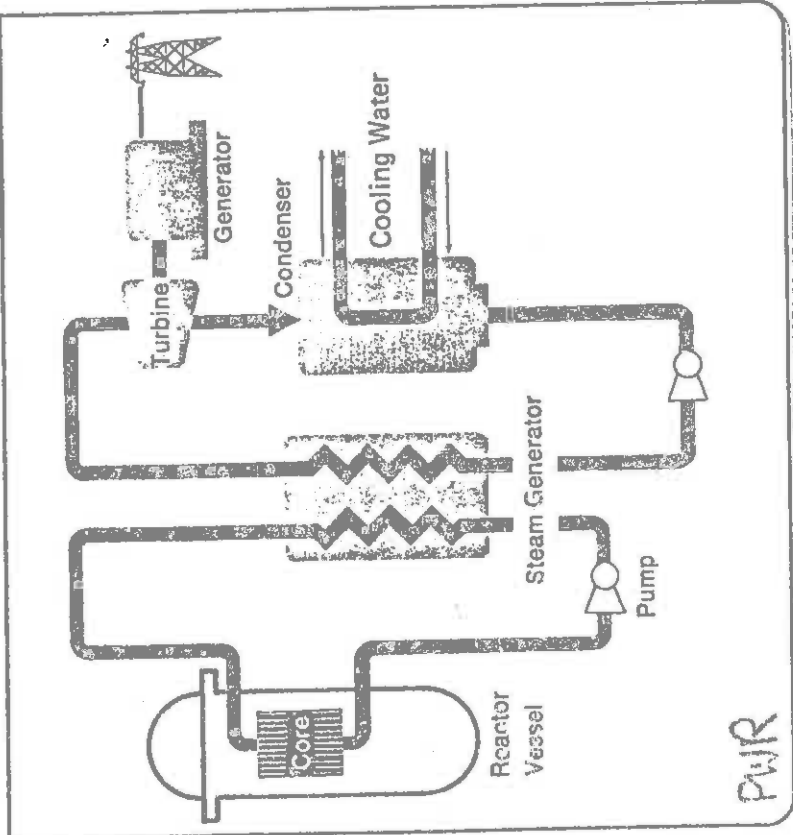 Generator
Turbine
Condenser
Cooling Water
Steam Generator
Pump
Core
Reactor
Vessel
PWR